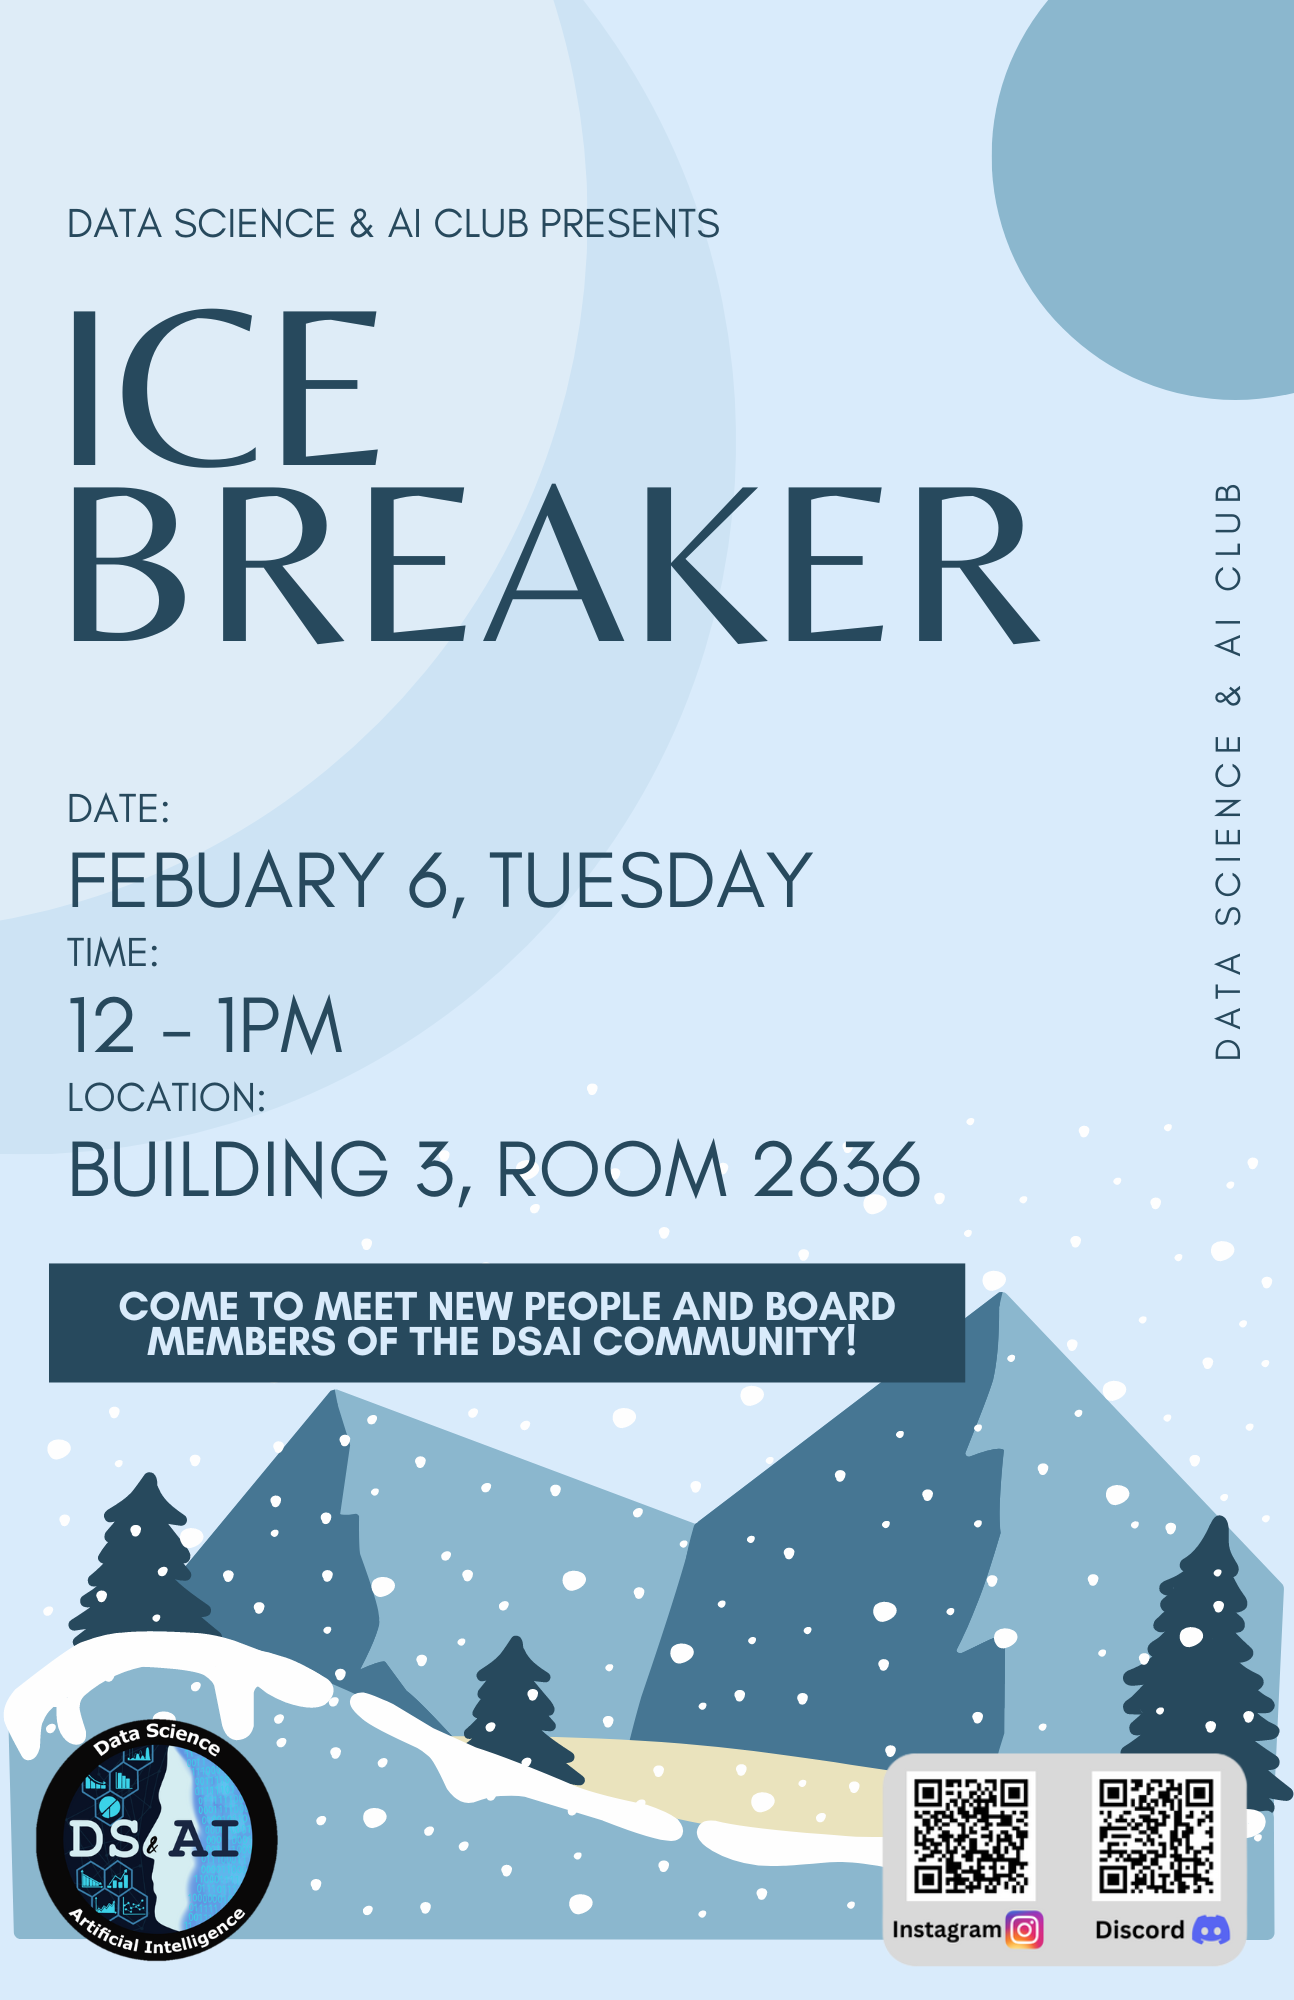 DATA SCIENCE & AI CLUB PRESENTS
ICE
BREAKER
DATA SCIENCE & AI CLUB
DATE:
FEBUARY 6, TUESDAY
TIME:
12 - 1PM
LOCATION:
BUILDING 3, ROOM 2636
COME TO MEET NEW PEOPLE AND BOARD
MEMBERS OF THE DSAI COMMUNITY!
Data Science
DS & AI
Artificial Intelligence
Instagram
Discord